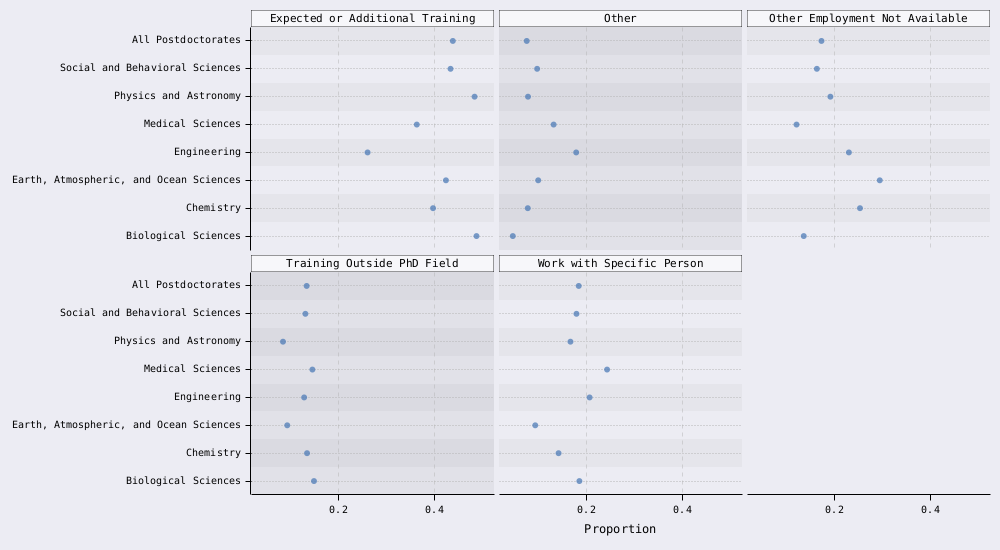 Expected or Additional Training
Other
Other Employment Not Available
All Postdoctorates
Social and Behavioral Sciences
Physics and Astronomy
Medical Sciences
Engineering
Earth, Atmospheric, and Ocean Sciences
Chemistry
Biological Sciences
Training Outside PhD Field
Work with Specific Person
All Postdoctorates
Social and Behavioral Sciences
Physics and Astronomy
Medical Sciences
Engineering
Earth, Atmospheric, and Ocean Sciences
Chemistry
Biological Sciences
0.2 0.4 0.2 0.4 0.2 0.4
Proportion